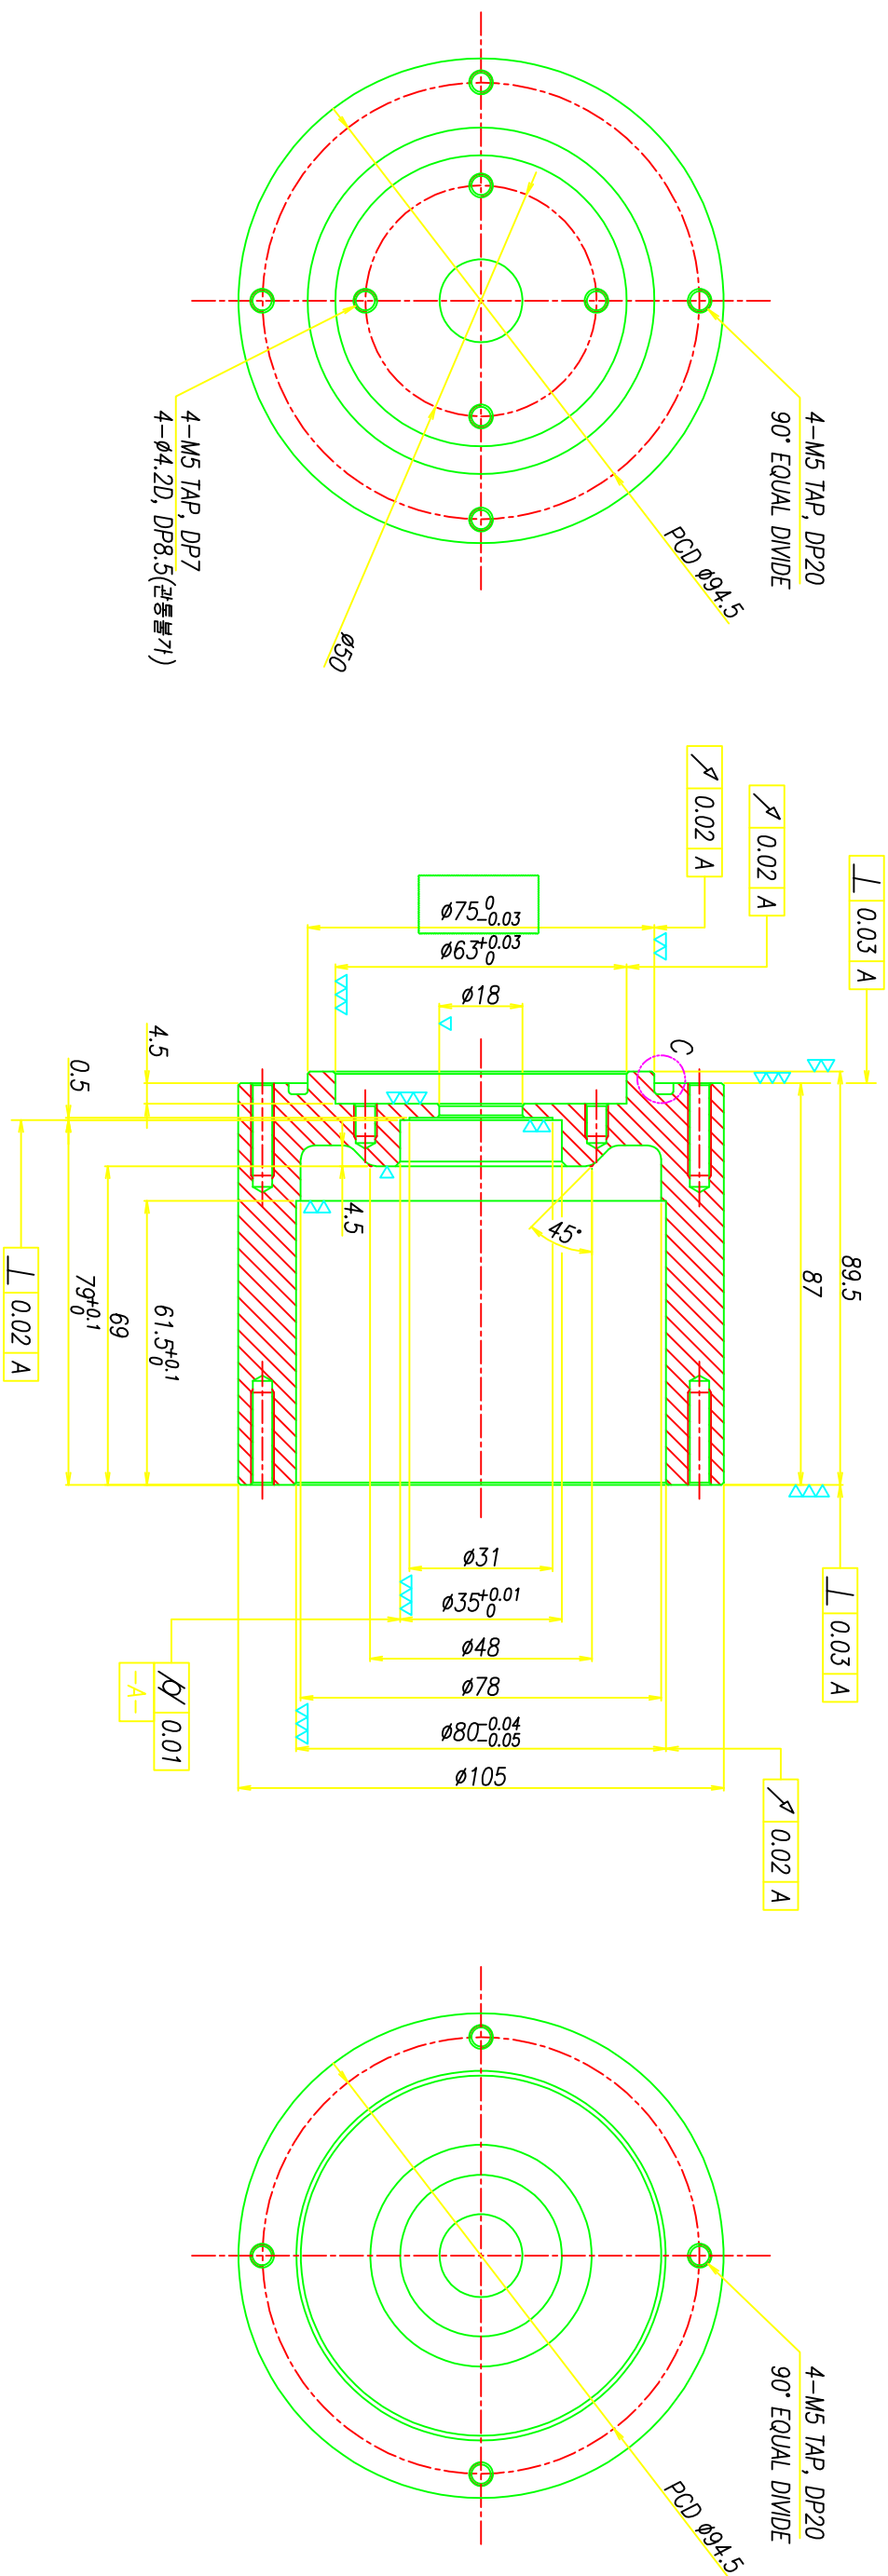 4-M5 TAP, DP20
90° EQUAL DIVIDE
PCD ø94.5
ø50
4-M5 TAP, DP7
4-ø4.2D, DP8.5(관통불가)
0.02 A
0.02 A
0.03 A
ø75 0 -0.03
ø63 +0.03 0
ø18
C
4.5
0.5
4.5
45°
89.5
87
0.02 A
79 +0.1 0
69
61.5 +0.1 0
ø31
ø35 +0.01 0
ø48
ø78
ø80 -0.04 -0.05
ø105
0.03 A
0.01
-A-
0.02 A
4-M5 TAP, DP20
90° EQUAL DIVIDE
PCD ø94.5